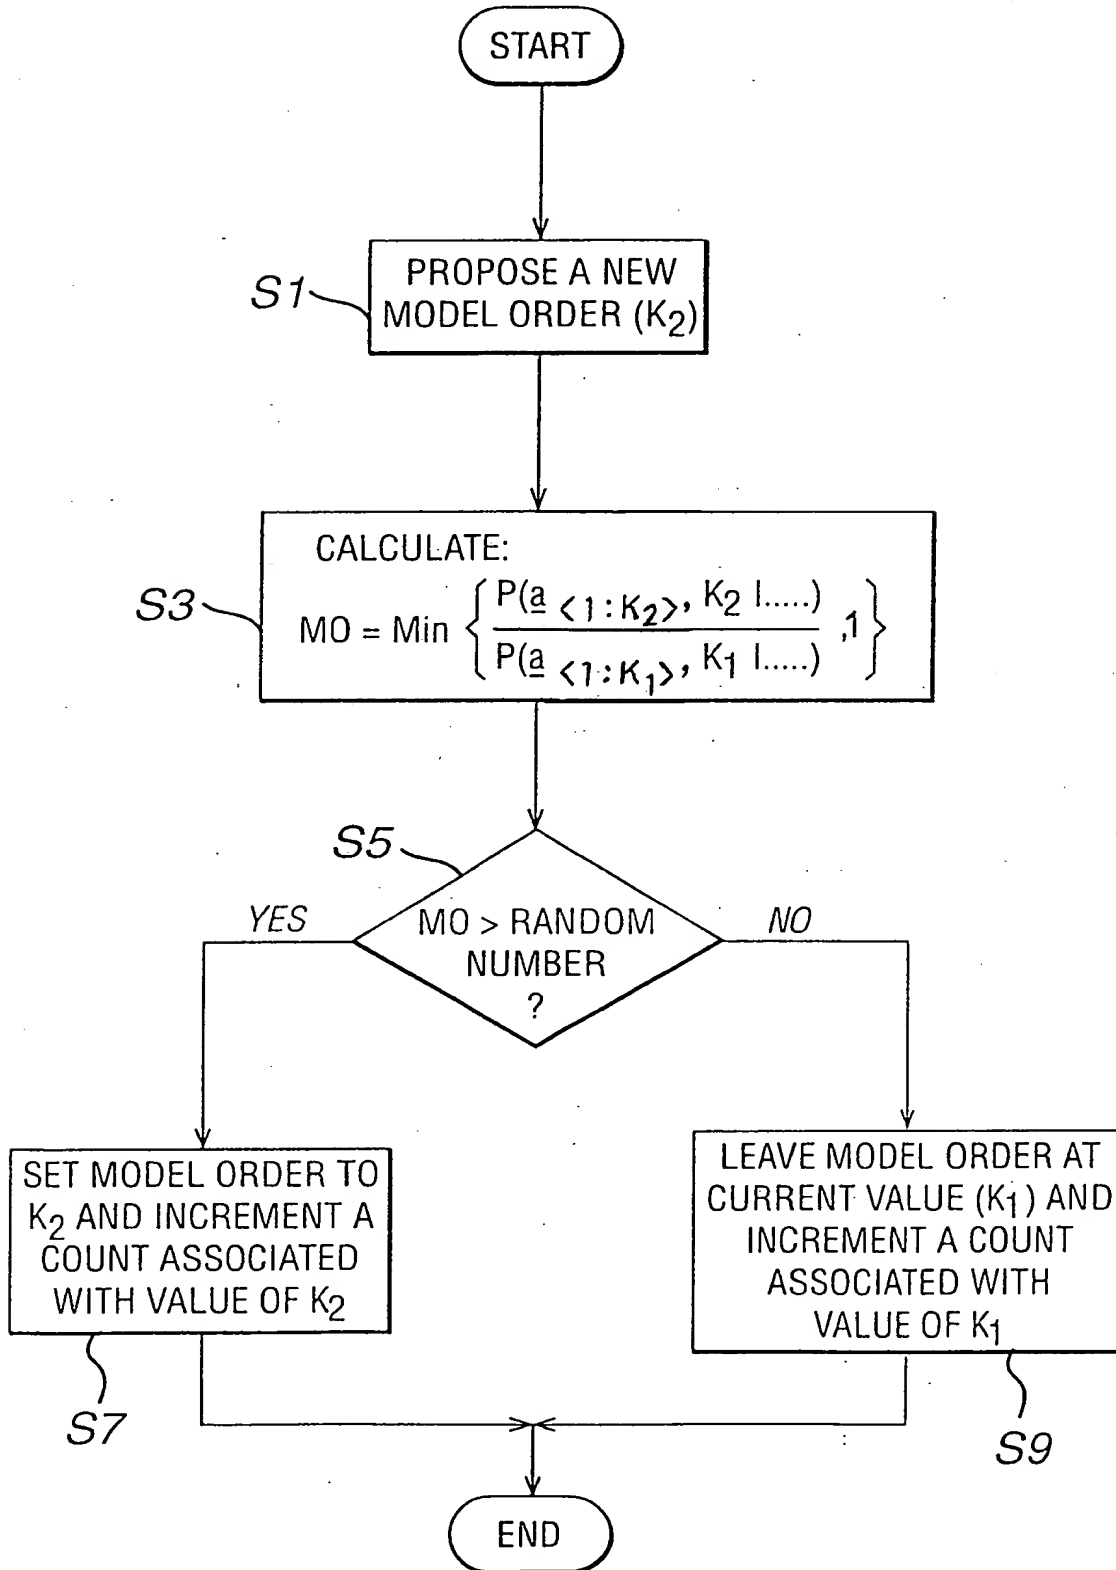 START
S1
PROPOSE A NEW
MODEL ORDER (K2)
S3
CALCULATE:
MO = Min { P(a <1:K2>, K2 |.....) / P(a <1:K1>, K1 |.....) ,1 }
S5
YES
MO > RANDOM
NUMBER
?
NO
SET MODEL ORDER TO
K2 AND INCREMENT A
COUNT ASSOCIATED
WITH VALUE OF K2
S7
LEAVE MODEL ORDER AT
CURRENT VALUE (K1) AND
INCREMENT A COUNT
ASSOCIATED WITH
VALUE OF K1
S9
END